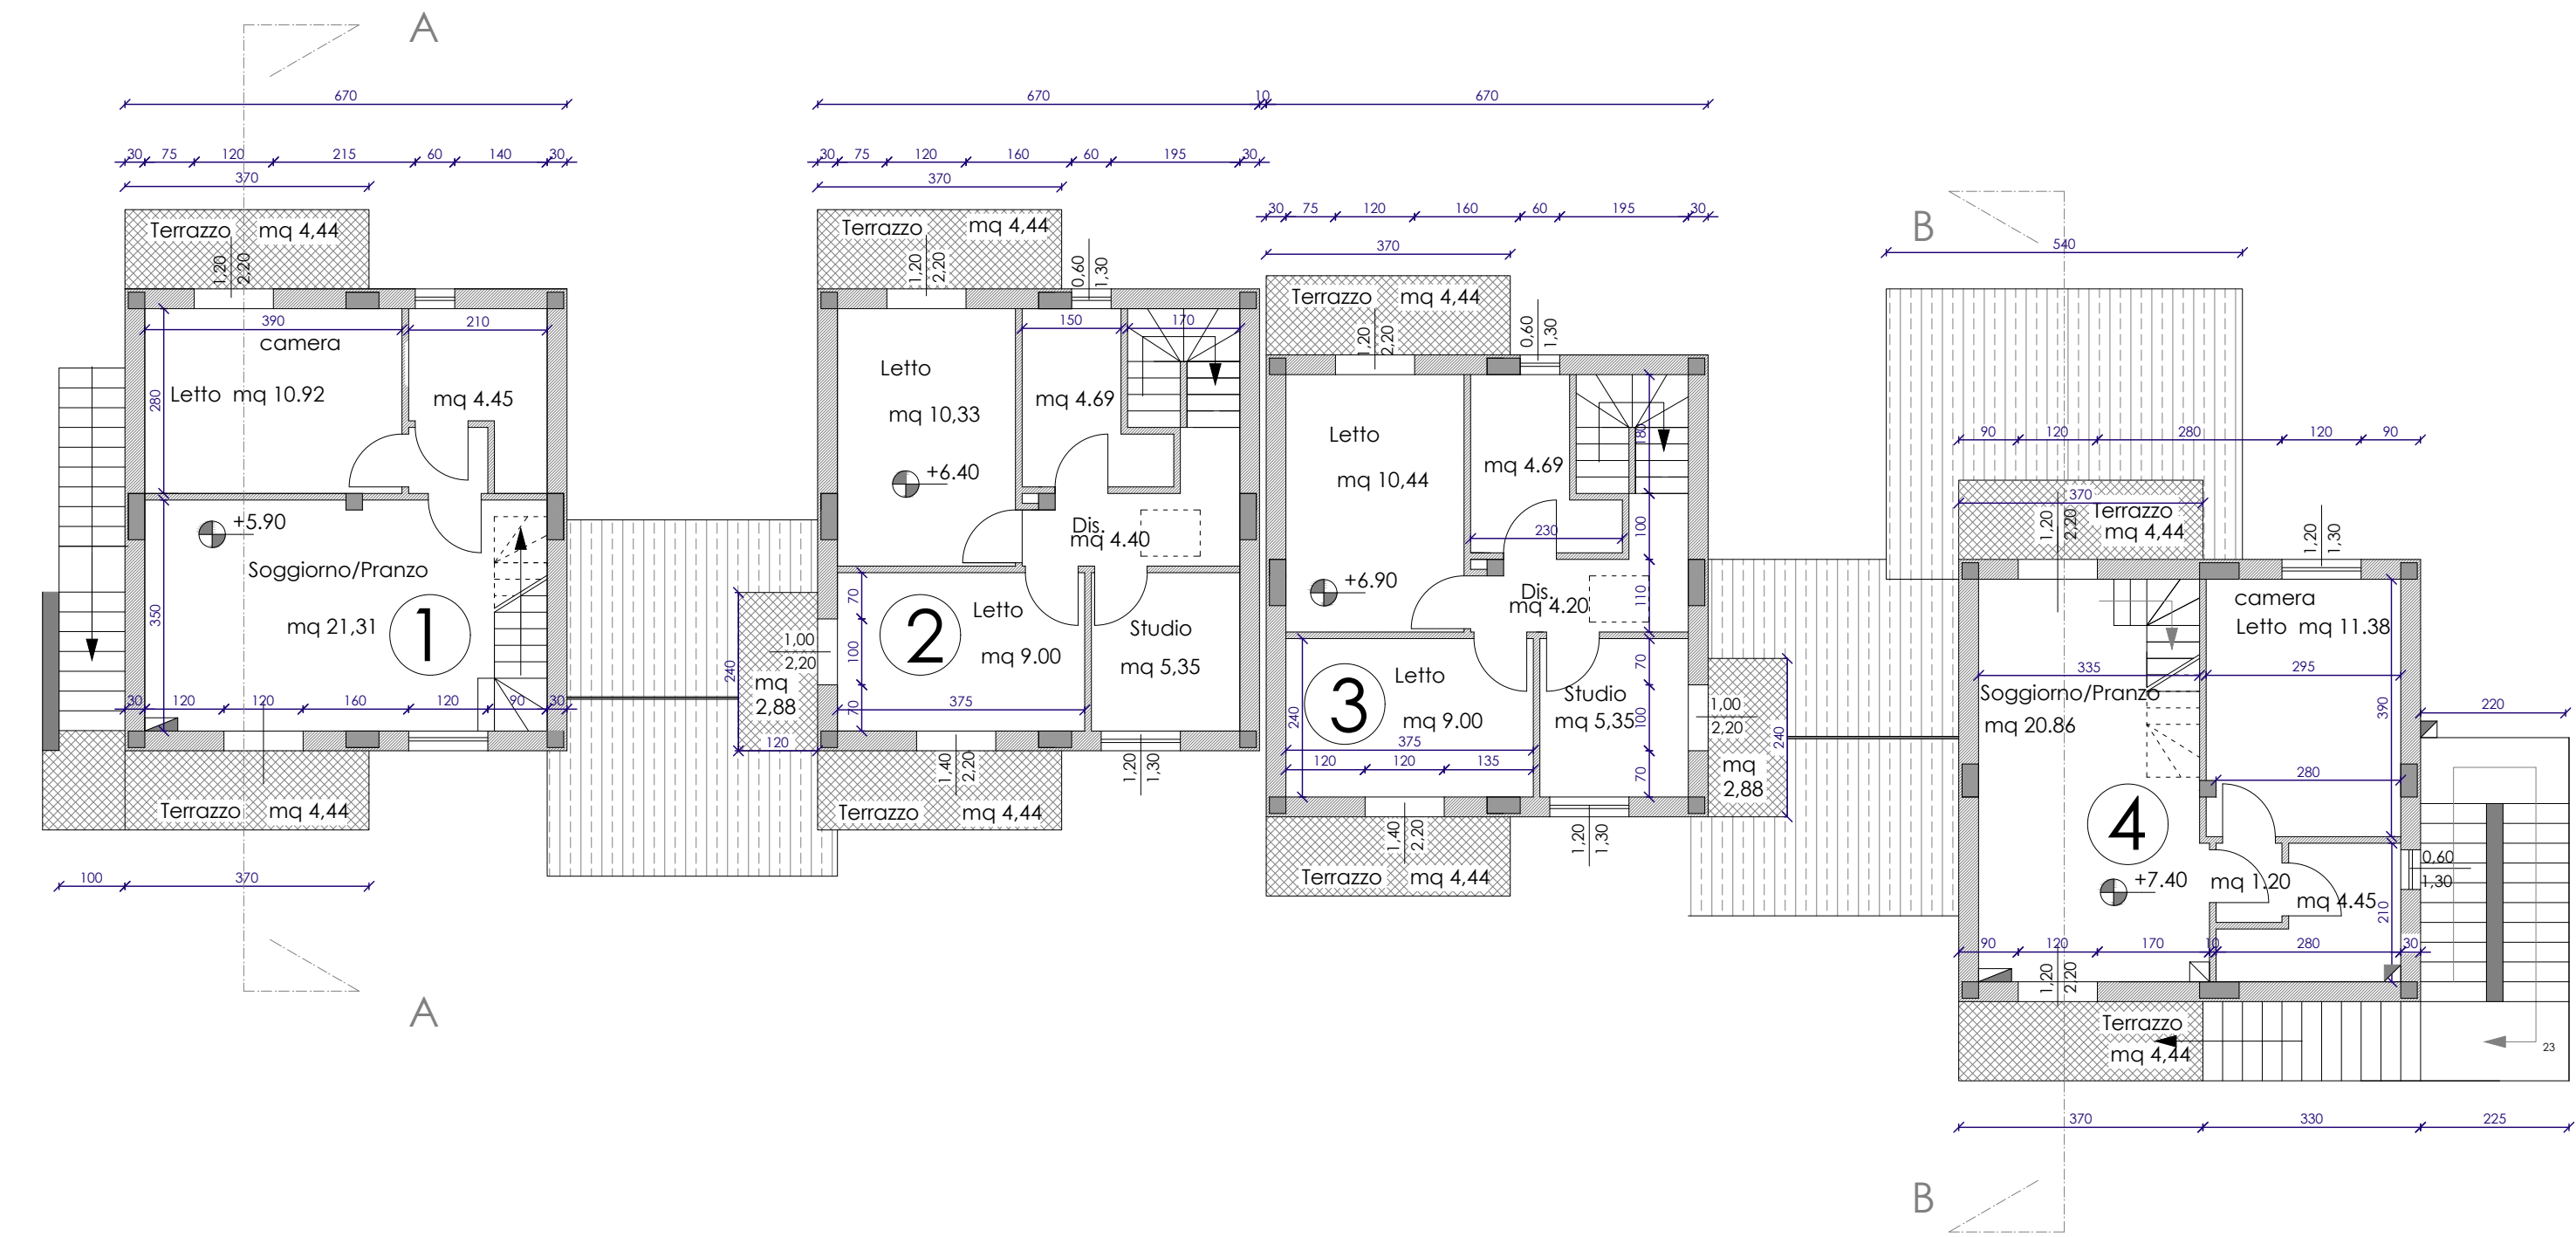 A
670
670
10
670
30 75 120 215 60 140 30
370
30 75 120 160 60 195 30
370
30 75 120 160 60 195 30
370
B
540
Terrazzo mq 4,44
1,20
2,20
Terrazzo mq 4,44
1,20
2,20
0,60
1,30
Terrazzo mq 4,44
1,20
2,20
0,60
1,30
390
210
camera
280
Letto mq 10.92
mq 4.45
+5.90
Soggiorno/Pranzo
mq 21,31
350
1
30 120 120 160 120 90 30
Terrazzo mq 4,44
100 370
A
150
170
Letto
mq 10,33
mq 4.69
+6.40
Dis.
mq 4.40
70
100
70
Letto
mq 9.00
2
Studio
mq 5,35
375
1,00
2,20
mq
2,88
240
120
1,40
2,20
1,20
1,30
Terrazzo mq 4,44
Letto
mq 10,44
mq 4.69
180
100
110
230
+6.90
Dis.
mq 4.20
Letto
mq 9.00
3
Studio
mq 5,35
240
375
120 120 135
70
100
70
1,00
2,20
mq
2,88
240
1,40
2,20
1,20
1,30
Terrazzo mq 4,44
90 120 280 120 90
370
Terrazzo
mq 4,44
1,20
2,20
1,20
1,30
camera
Letto mq 11.38
335
295
Soggiorno/Pranzo
mq 20.86
390
220
280
4
+7.40
mq 1.20
mq 4.45
0,60
1,30
210
90 120 170 10 280 30
1,20
2,20
Terrazzo
mq 4,44
23
370 330 225
B